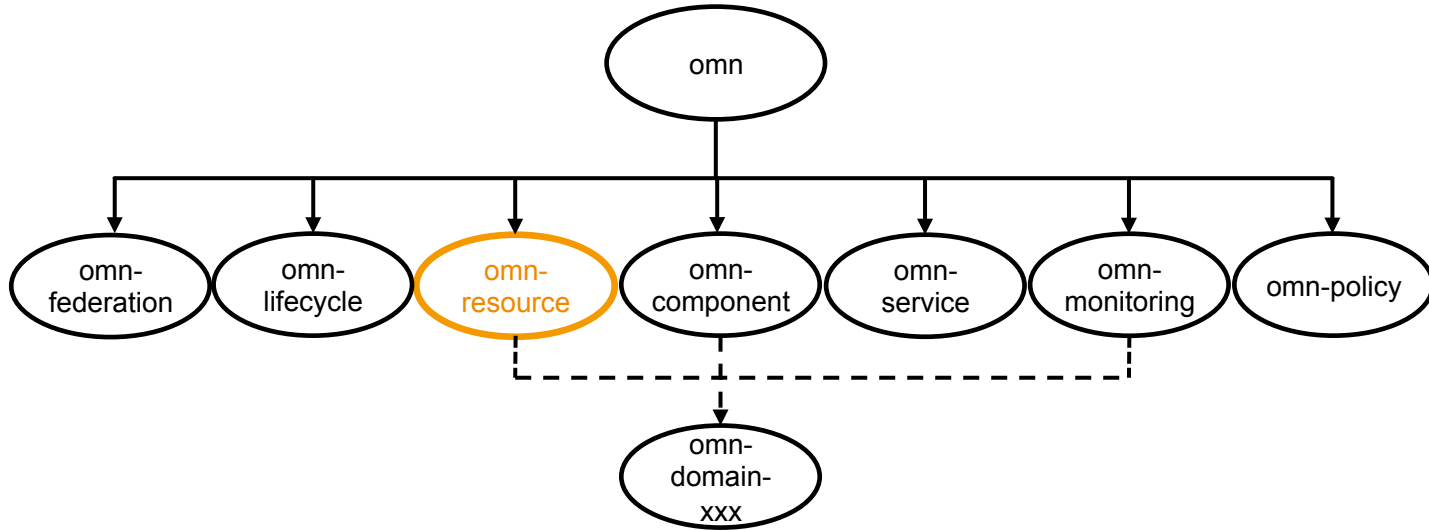 omn
omn-
federation
omn-
lifecycle
omn-
resource
omn-
component
omn-
service
omn-
monitoring
omn-policy
omn-
domain-
xxx